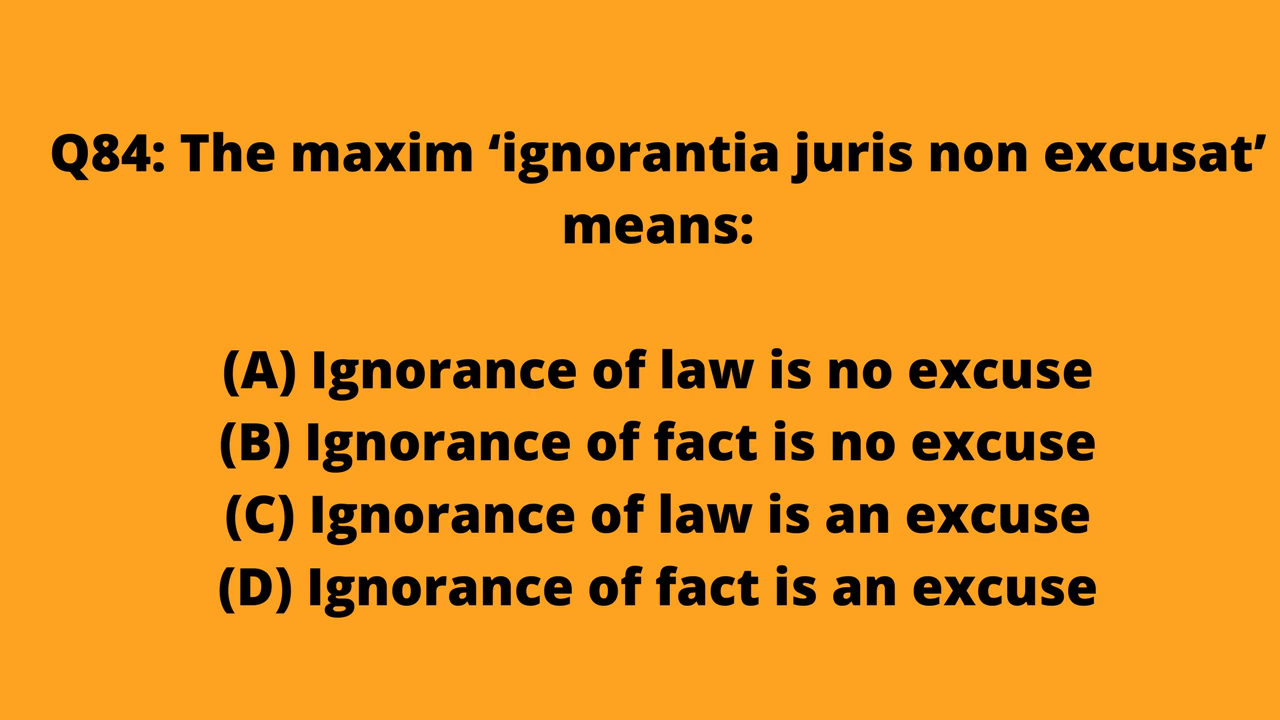 Q84: The maxim ‘ignorantia juris non excusat’
means:
(A) Ignorance of law is no excuse
(B) Ignorance of fact is no excuse
(C) Ignorance of law is an excuse
(D) Ignorance of fact is an excuse